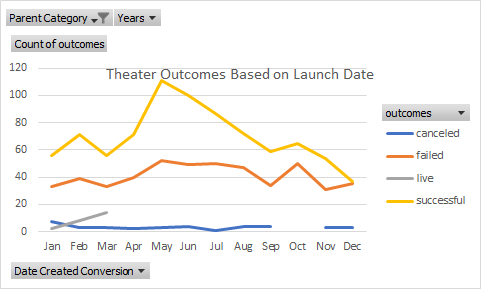 Parent Category Years
Count of outcomes
Theater Outcomes Based on Launch Date
120
100
80
60
40
20
0
Jan Feb Mar Apr May Jun Jul Aug Sep Oct Nov Dec
outcomes
canceled
failed
live
successful
Date Created Conversion